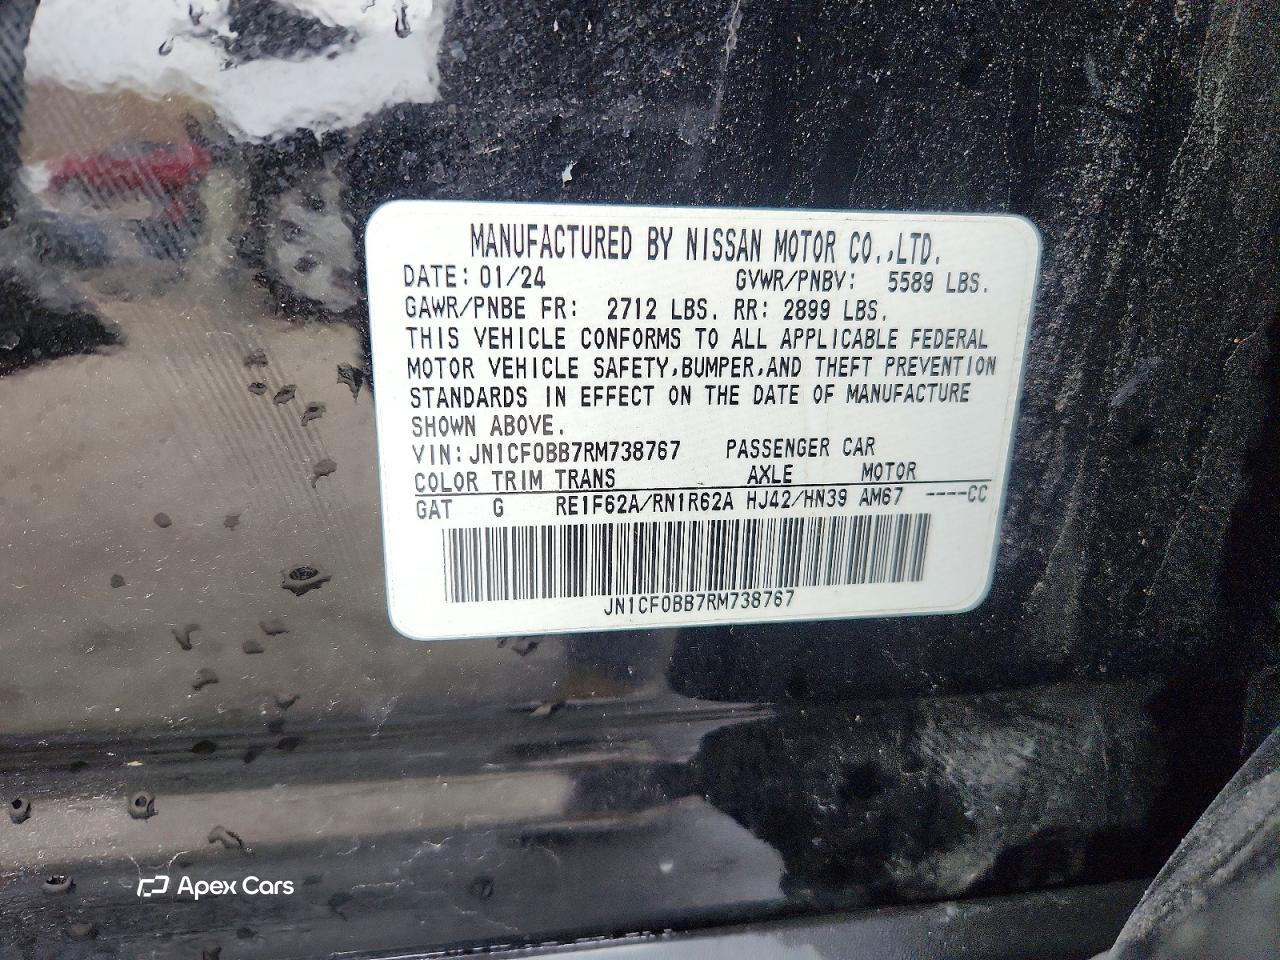 MANUFACTURED BY NISSAN MOTOR CO.,LTD.
DATE: 01/24 GVWR/PNBV: 5589 LBS.
GAWR/PNBE FR: 2712 LBS. RR: 2899 LBS.
THIS VEHICLE CONFORMS TO ALL APPLICABLE FEDERAL
MOTOR VEHICLE SAFETY,BUMPER,AND THEFT PREVENTION
STANDARDS IN EFFECT ON THE DATE OF MANUFACTURE
SHOWN ABOVE.
VIN:JN1CF0BB7RM738767 PASSENGER CAR
COLOR TRIM TRANS AXLE MOTOR
GAT G RE1F62A/RN1R62A HJ42/HN39 AM67 ----CC
JN1CF0BB7RM738767
Apex Cars